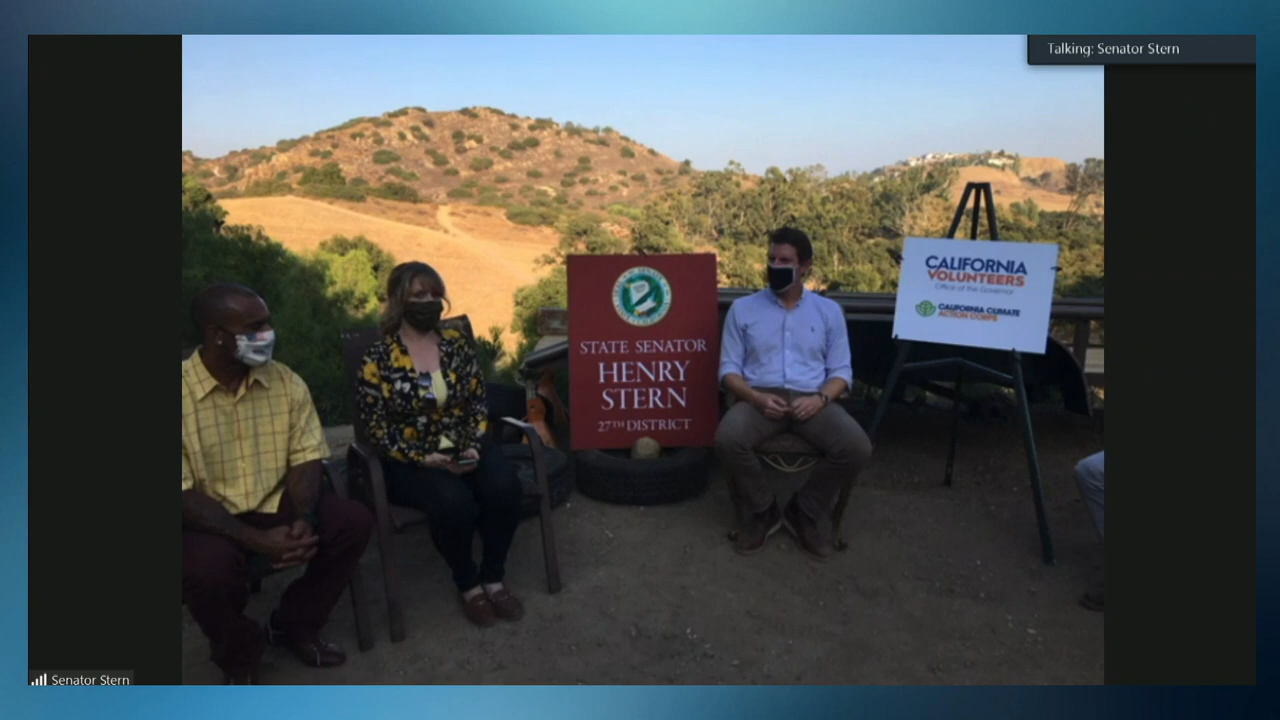 Talking: Senator Stern
STATE SENATOR
HENRY
STERN
27TH DISTRICT
CALIFORNIA
VOLUNTEERS
Office of the Governor
CALIFORNIA CLIMATE
ACTION CORPS
Senator Stern